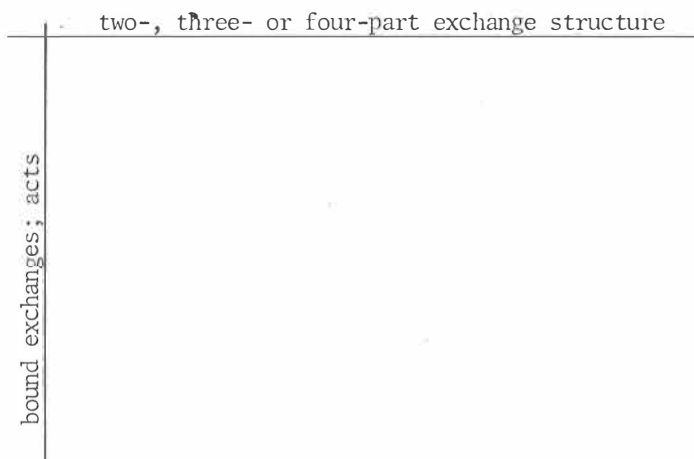 two-, three- or four-part exchange structure
bound exchanges; acts